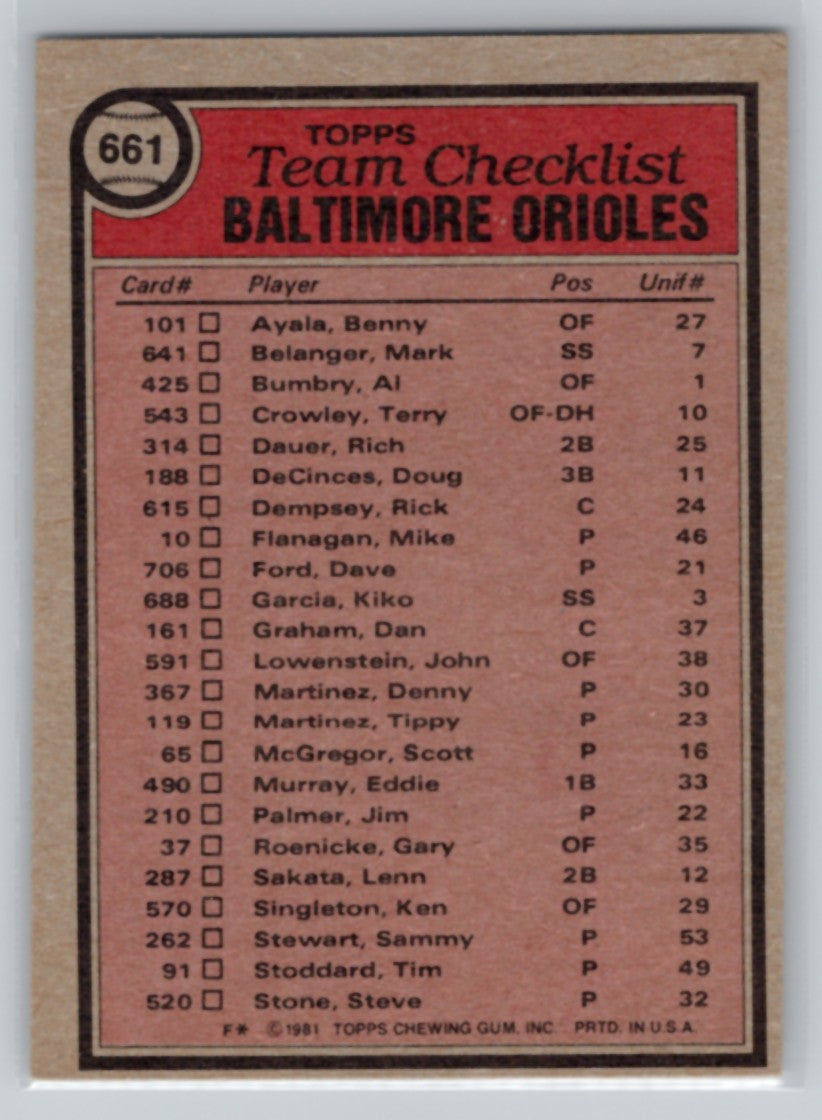 661
TOPPS
Team Checklist
BALTIMORE ORIOLES
Card# Player Pos Unif#
101 Ayala, Benny OF 27
641 Belanger, Mark SS 7
425 Bumbry, Al OF 1
543 Crowley, Terry OF-DH 10
314 Dauer, Rich 2B 25
188 DeCinces, Doug 3B 11
615 Dempsey, Rick C 24
10 Flanagan, Mike P 46
706 Ford, Dave P 21
688 Garcia, Kiko SS 3
161 Graham, Dan C 37
591 Lowenstein, John OF 38
367 Martinez, Denny P 30
119 Martinez, Tippy P 23
65 McGregor, Scott P 16
490 Murray, Eddie 1B 33
210 Palmer, Jim P 22
37 Roenicke, Gary OF 35
287 Sakata, Lenn 2B 12
570 Singleton, Ken OF 29
262 Stewart, Sammy P 53
91 Stoddard, Tim P 49
520 Stone, Steve P 32
F* ©1981 TOPPS CHEWING GUM, INC. PRTD. IN U.S.A.